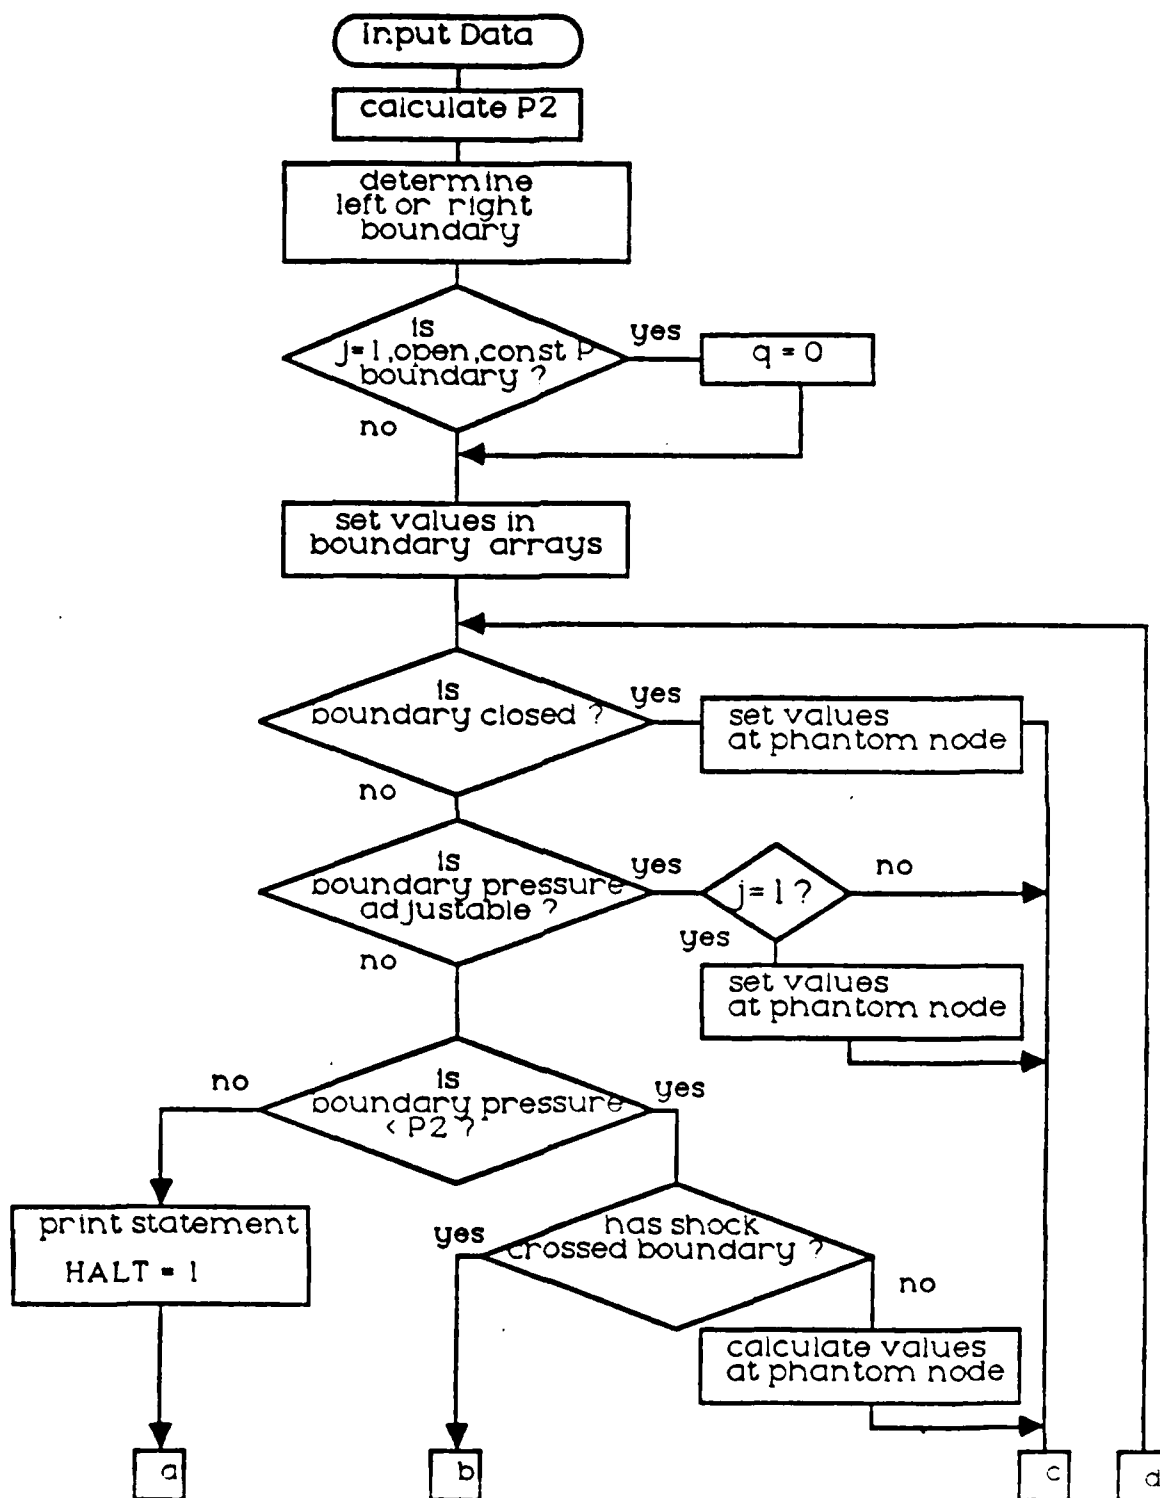 Input Data
calculate P2
determine
left or right
boundary
is
j=1,open,const P
boundary ?
yes
q = 0
no
set values in
boundary arrays
is
boundary closed ?
yes
set values
at phantom node
no
is
boundary pressure
adjustable ?
yes
j=1 ?
no
yes
set values
at phantom node
no
is
boundary pressure
< P2 ?
no
yes
print statement
HALT = 1
has shock
crossed boundary ?
yes
no
calculate values
at phantom node
a
b
c
d